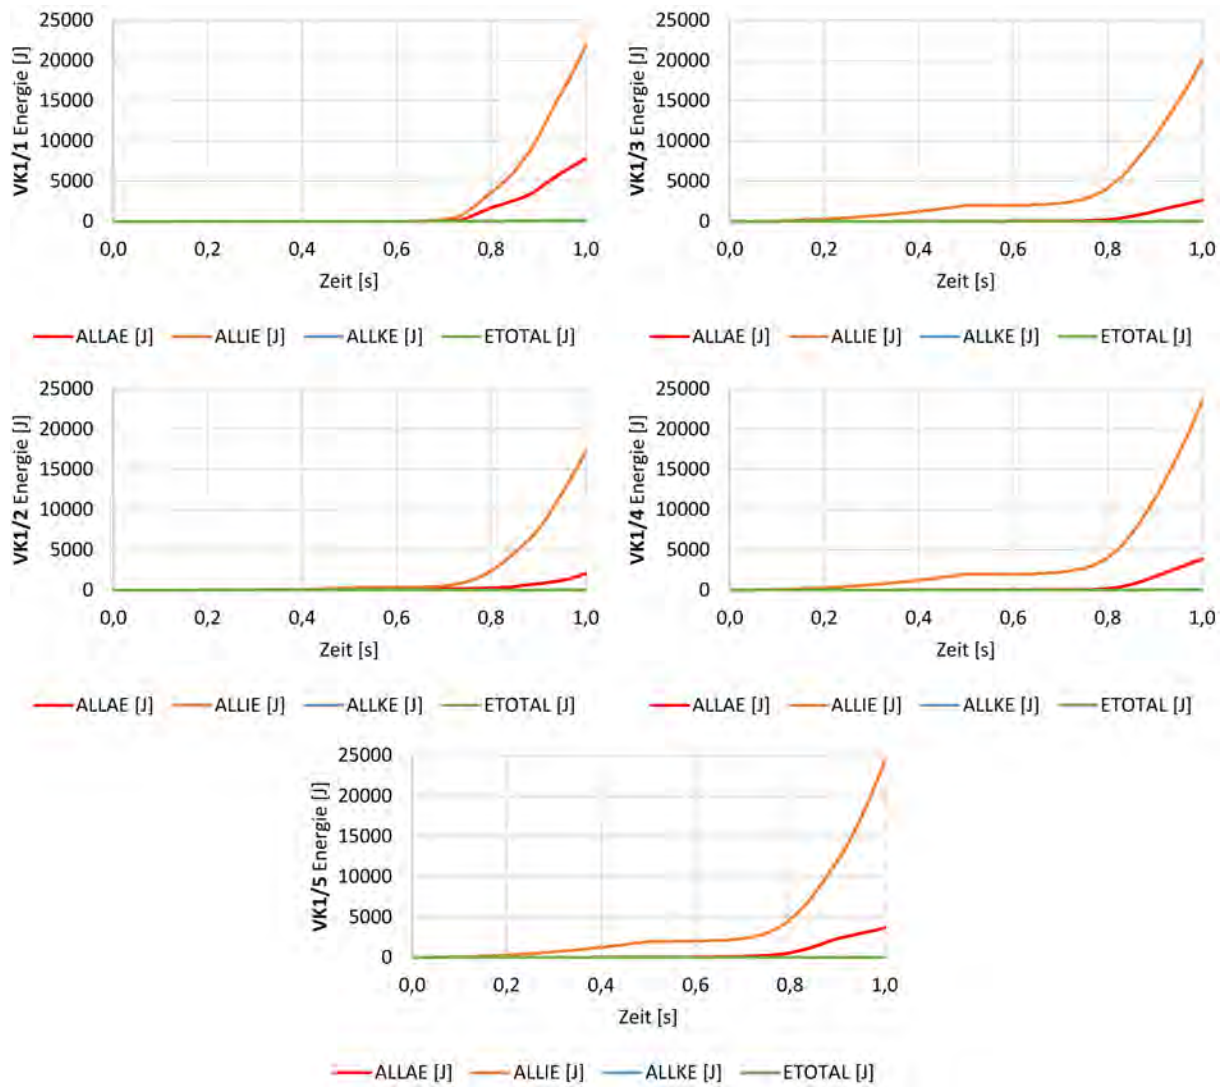 VK1/1 Energie [J]
25000
20000
15000
10000
5000
0
0,0 0,2 0,4 0,6 0,8 1,0
Zeit [s]
ALLAE [J] ALLIE [J] ALLKE [J] ETOTAL [J]
VK1/3 Energie [J]
25000
20000
15000
10000
5000
0
0,0 0,2 0,4 0,6 0,8 1,0
Zeit [s]
ALLAE [J] ALLIE [J] ALLKE [J] ETOTAL [J]
VK1/2 Energie [J]
25000
20000
15000
10000
5000
0
0,0 0,2 0,4 0,6 0,8 1,0
Zeit [s]
ALLAE [J] ALLIE [J] ALLKE [J] ETOTAL [J]
VK1/4 Energie [J]
25000
20000
15000
10000
5000
0
0,0 0,2 0,4 0,6 0,8 1,0
Zeit [s]
ALLAE [J] ALLIE [J] ALLKE [J] ETOTAL [J]
VK1/5 Energie [J]
25000
20000
15000
10000
5000
0
0,0 0,2 0,4 0,6 0,8 1,0
Zeit [s]
ALLAE [J] ALLIE [J] ALLKE [J] ETOTAL [J]